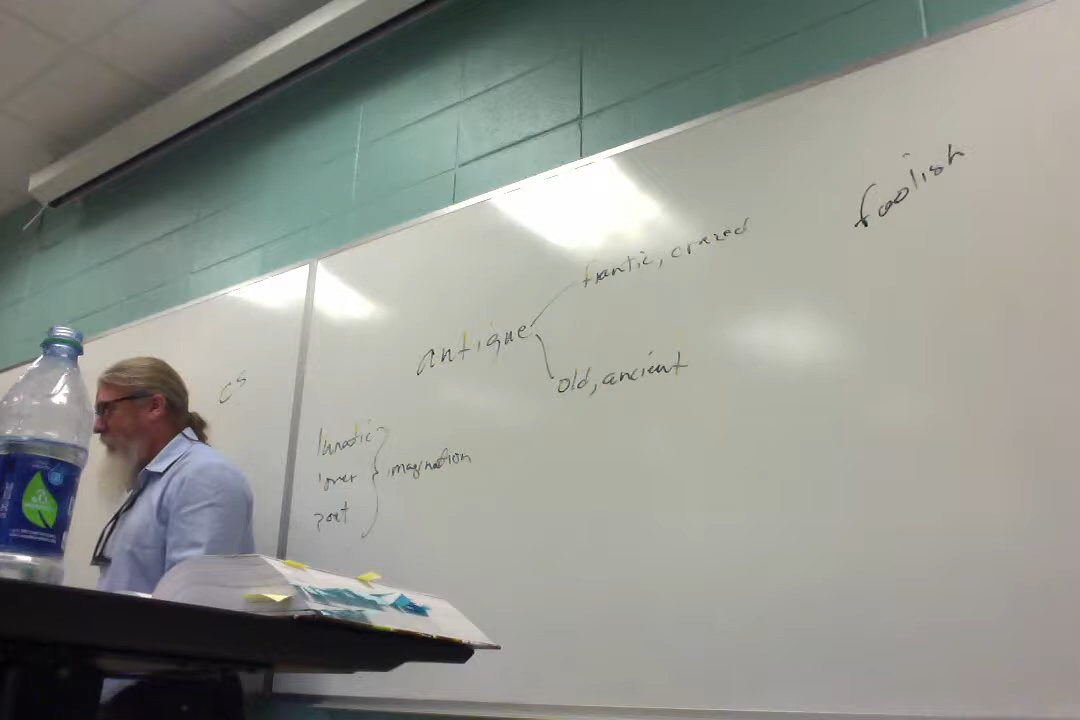 foolish
frantic, crazed
antique
old, ancient
cs
lunatic
lover
poet
imagination